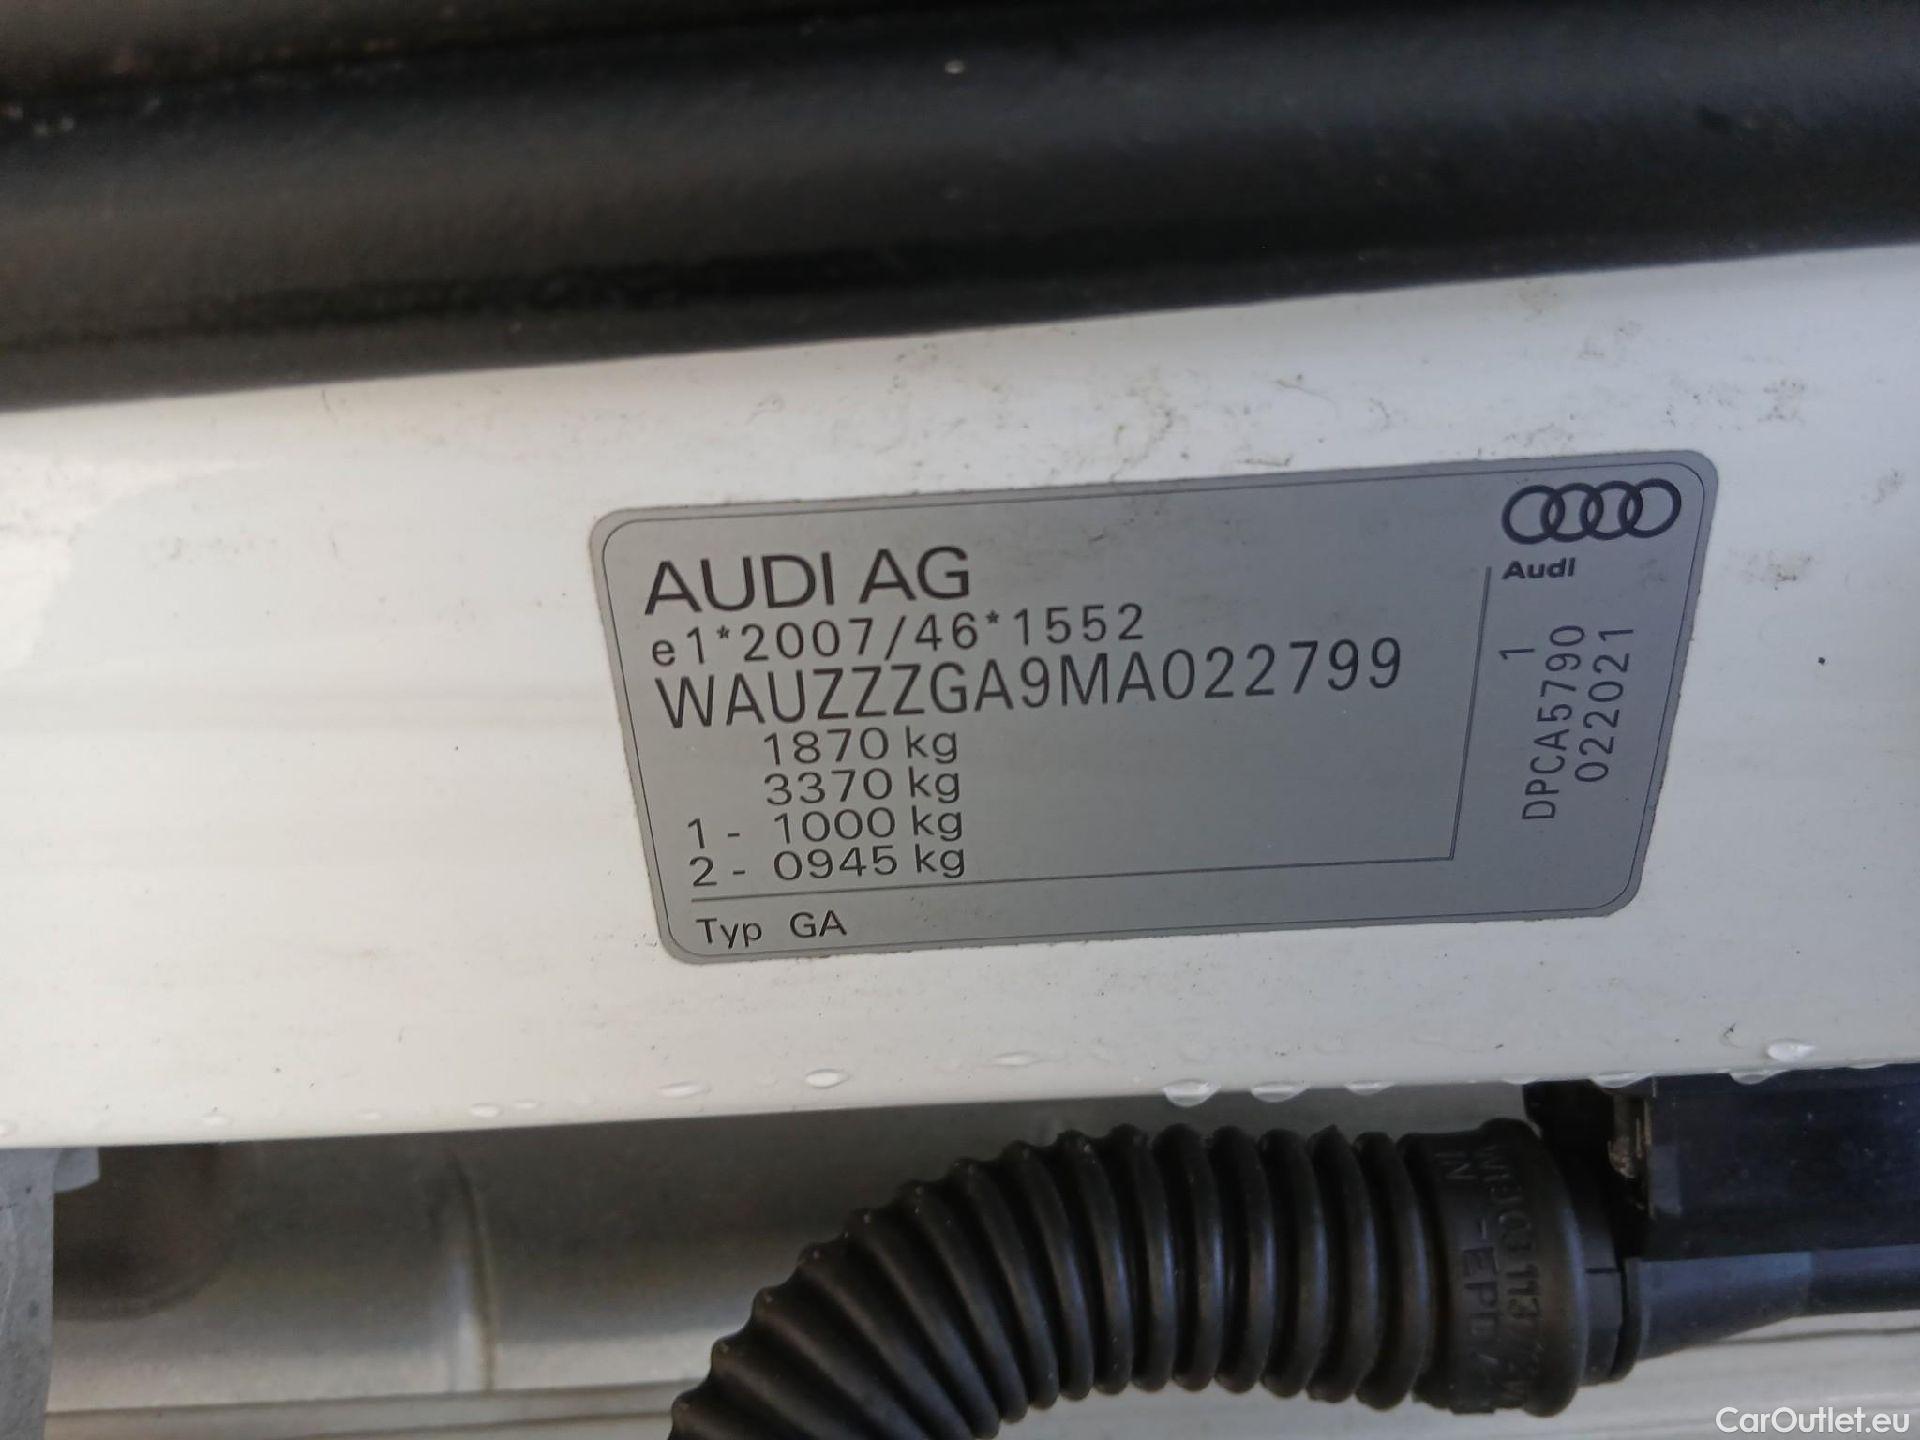 AUDI AG
e1*2007/46*1552
WAUZZZGA9MA022799
1870 kg
3370 kg
1 - 1000 kg
2 - 0945 kg
Typ GA
Audi
1
DPCA5790
022021
CarOutlet.eu